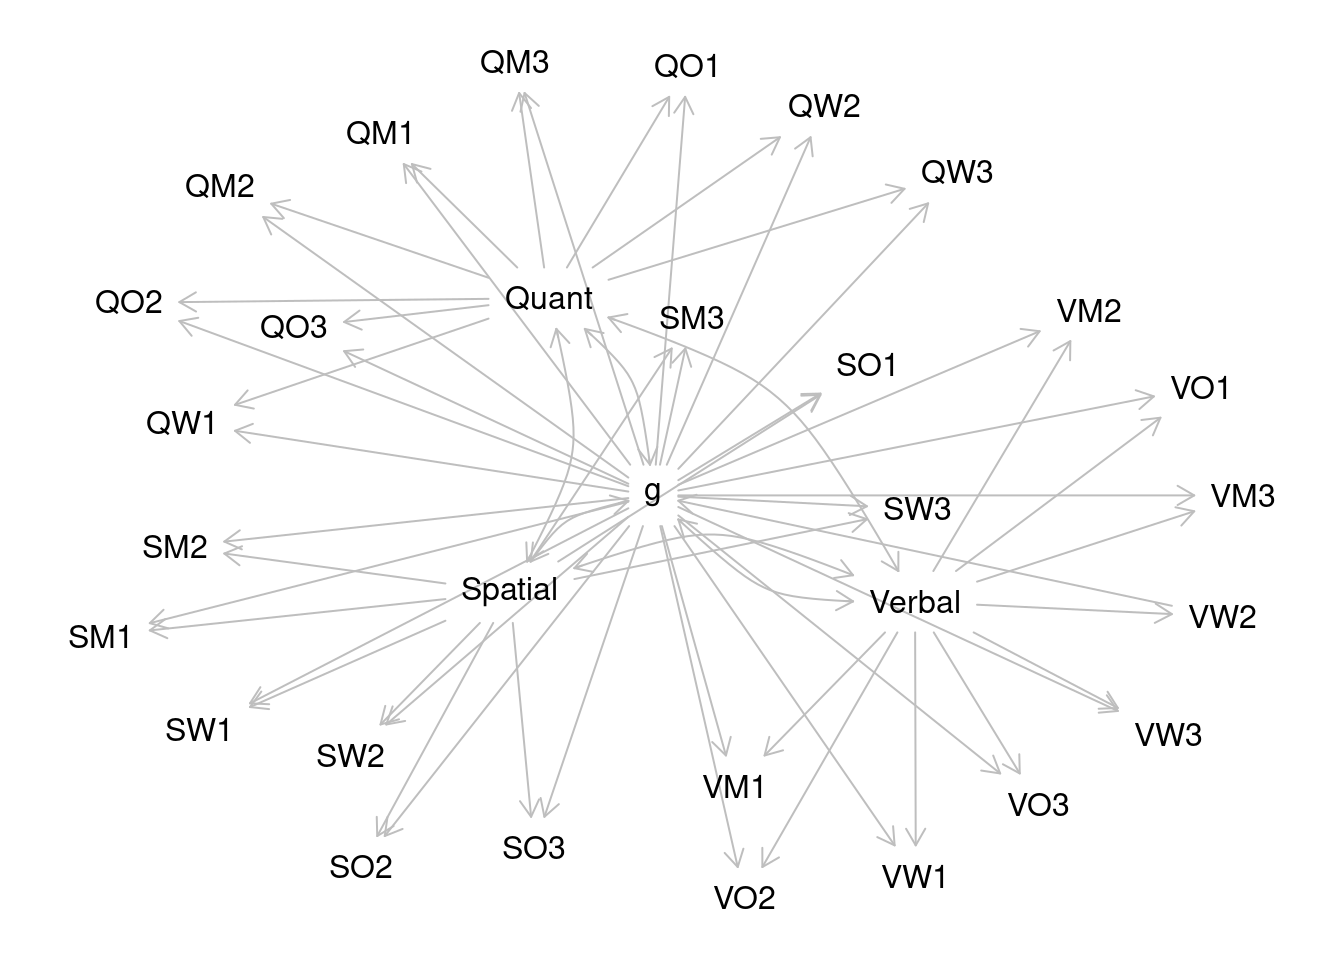 QM3
QO1
QW2
QM1
QW3
QM2
Quant
QO2
VM2
SM3
QO3
SO1
VO1
QW1
g
VM3
SW3
SM2
Spatial
Verbal
VW2
SM1
SW1
VW3
SW2
VM1
VO3
SO3
SO2
VW1
VO2